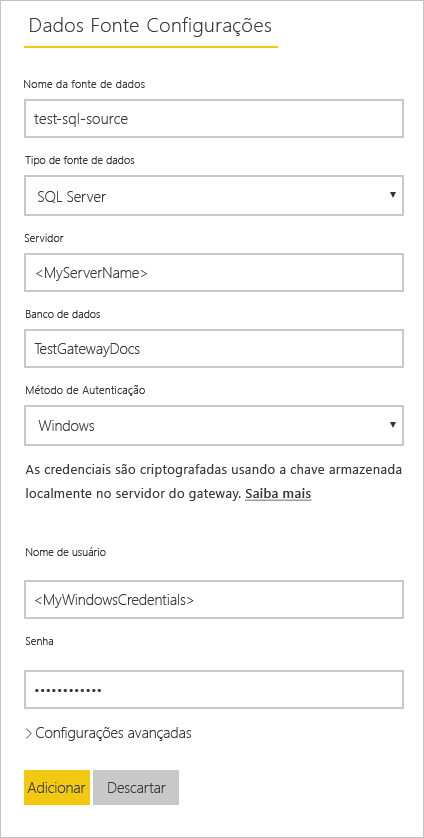 Dados Fonte Configurações
Nome da fonte de dados
test-sql-source
Tipo de fonte de dados
SQL Server
Servidor
<MyServerName>
Banco de dados
TestGatewayDocs
Método de Autenticação
Windows
As credenciais são criptografadas usando a chave armazenada
localmente no servidor do gateway. Saiba mais
Nome de usuário
<MyWindowsCredentials>
Senha
••••••••••••
Configurações avançadas
Adicionar Descartar